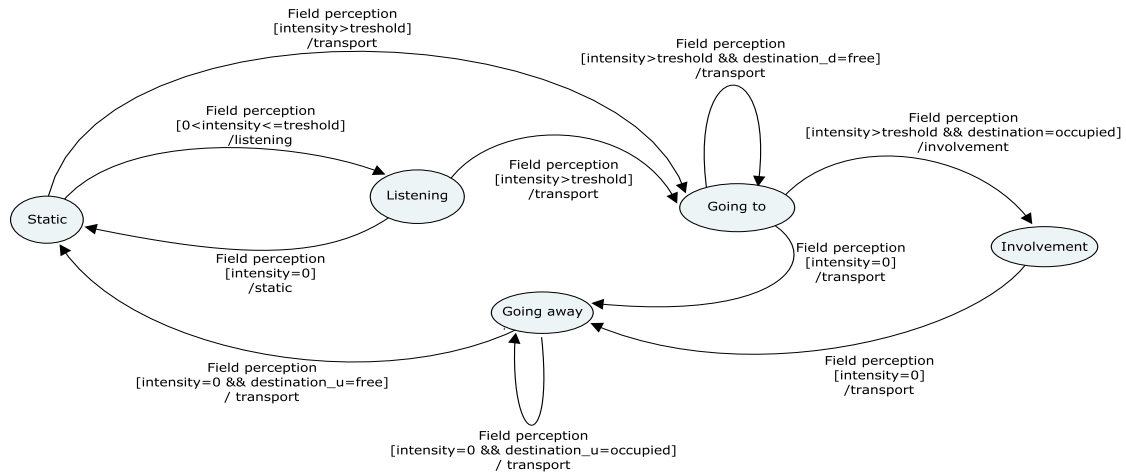 Field perception
[intensity>treshold]
/transport
Field perception
[intensity>treshold && destination_d=free]
/transport
Field perception
[0<intensity<=treshold]
/listening
Field perception
[intensity>treshold && destination=occupied]
/involvement
Field perception
[intensity>treshold]
/transport
Listening
Static
Going to
Involvement
Field perception
[intensity=0]
/static
Field perception
[intensity=0]
/transport
Going away
Field perception
[intensity=0 && destination_u=free]
/ transport
Field perception
[intensity=0]
/transport
Field perception
[intensity=0 && destination_u=occupied]
/ transport